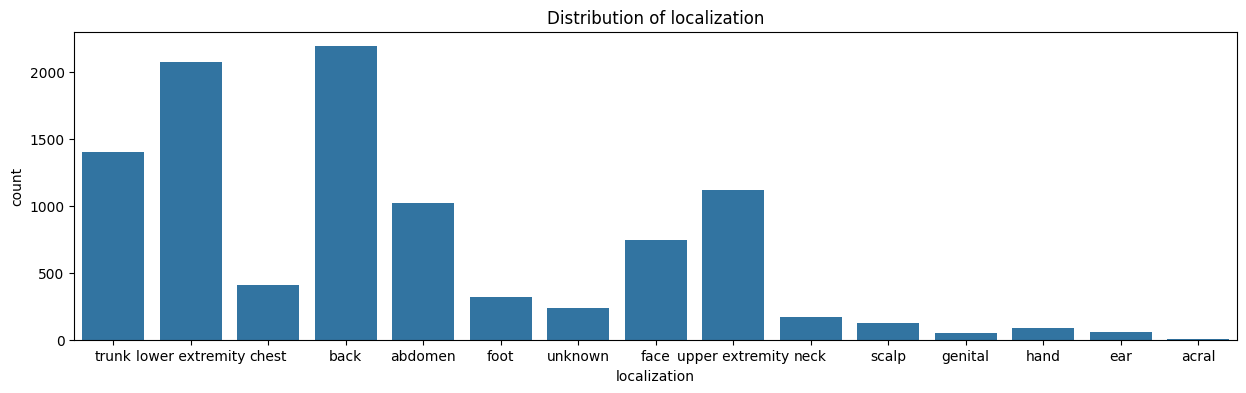 Distribution of localization
2000
1500
1000
500
0
count
trunk lower extremity chest back abdomen foot unknown face upper extremity neck scalp genital hand ear acral
localization